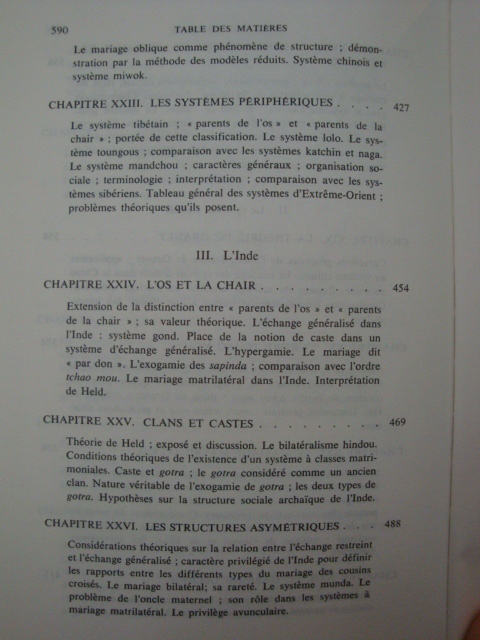 590 TABLE DES MATIÈRES
Le mariage oblique comme phénomène de structure ; démon-
stration par la méthode des modèles réduits. Système chinois et
système miwok.
CHAPITRE XXIII. LES SYSTÈMES PÉRIPHÉRIQUES . . . . 427
Le système tibétain ; « parents de l'os » et « parents de la
chair » ; portée de cette classification. Le système lolo. Le sys-
tème toungous ; comparaison avec les systèmes katchin et naga.
Le système mandchou ; caractères généraux ; organisation so-
ciale ; terminologie ; interprétation ; comparaison avec les sys-
tèmes sibériens. Tableau général des systèmes d'Extrême-Orient ;
problèmes théoriques qu'ils posent.
III. L'Inde
CHAPITRE XXIV. L'OS ET LA CHAIR . . . . . . . . . 454
Extension de la distinction entre « parents de l'os » et « parents
de la chair » ; sa valeur théorique. L'échange généralisé dans
l'Inde : système gond. Place de la notion de caste dans un
système d'échange généralisé. L'hypergamie. Le mariage dit
« par don ». L'exogamie des sapinda ; comparaison avec l'ordre
tchao mou. Le mariage matrilatéral dans l'Inde. Interprétation
de Held.
CHAPITRE XXV. CLANS ET CASTES . . . . . . . . . 469
Théorie de Held ; exposé et discussion. Le bilatéralisme hindou.
Conditions théoriques de l'existence d'un système à classes matri-
moniales. Caste et gotra ; le gotra considéré comme un ancien
clan. Nature véritable de l'exogamie de gotra ; les deux types de
gotra. Hypothèses sur la structure sociale archaïque de l'Inde.
CHAPITRE XXVI. LES STRUCTURES ASYMÉTRIQUES . . . 488
Considérations théoriques sur la relation entre l'échange restreint
et l'échange généralisé ; caractère privilégié de l'Inde pour définir
les rapports entre les différents types du mariage des cousins
croisés. Le mariage bilatéral; sa rareté. Le système munda. Le
problème de l'oncle maternel ; son rôle dans les systèmes à
mariage matrilatéral. Le privilège avunculaire.